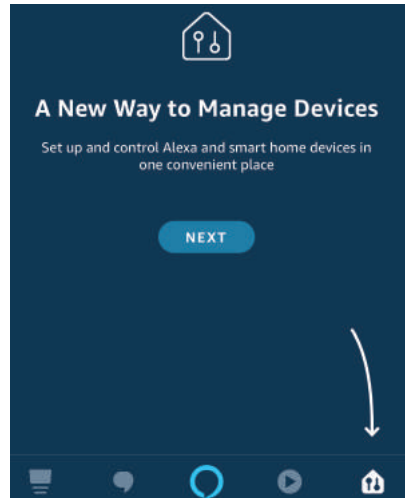 A New Way to Manage Devices
Set up and control Alexa and smart home devices in
one convenient place
NEXT